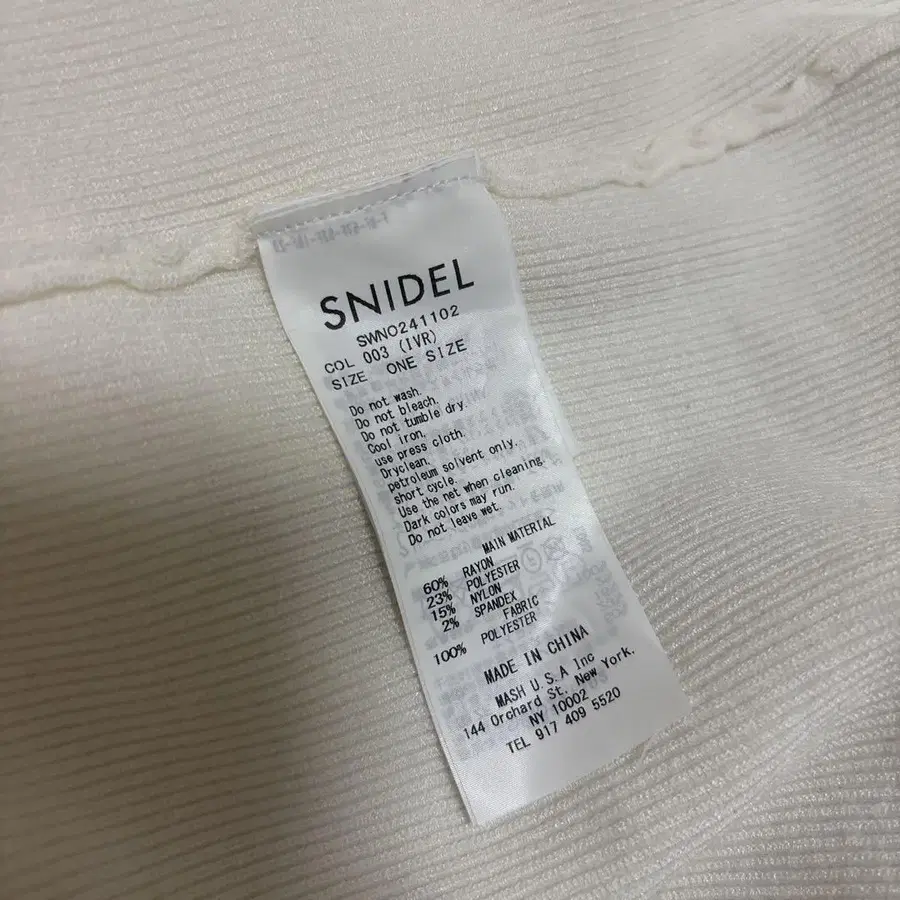 SNIDEL
SWNO241102
COL 003 (IVR)
SIZE ONE SIZE
Do not wash.
Do not bleach.
Do not tumble dry.
Cool iron.
use press cloth.
Dryclean.
petroleum solvent only.
short cycle.
Use the net when cleaning.
Dark colors may run.
Do not leave wet.
MAIN MATERIAL
60% RAYON
23% POLYESTER
15% NYLON
2% SPANDEX
FABRIC
100% POLYESTER
MADE IN CHINA
MASH U.S.A Inc
144 Orchard St. New York.
NY 10002
TEL 917 409 5520